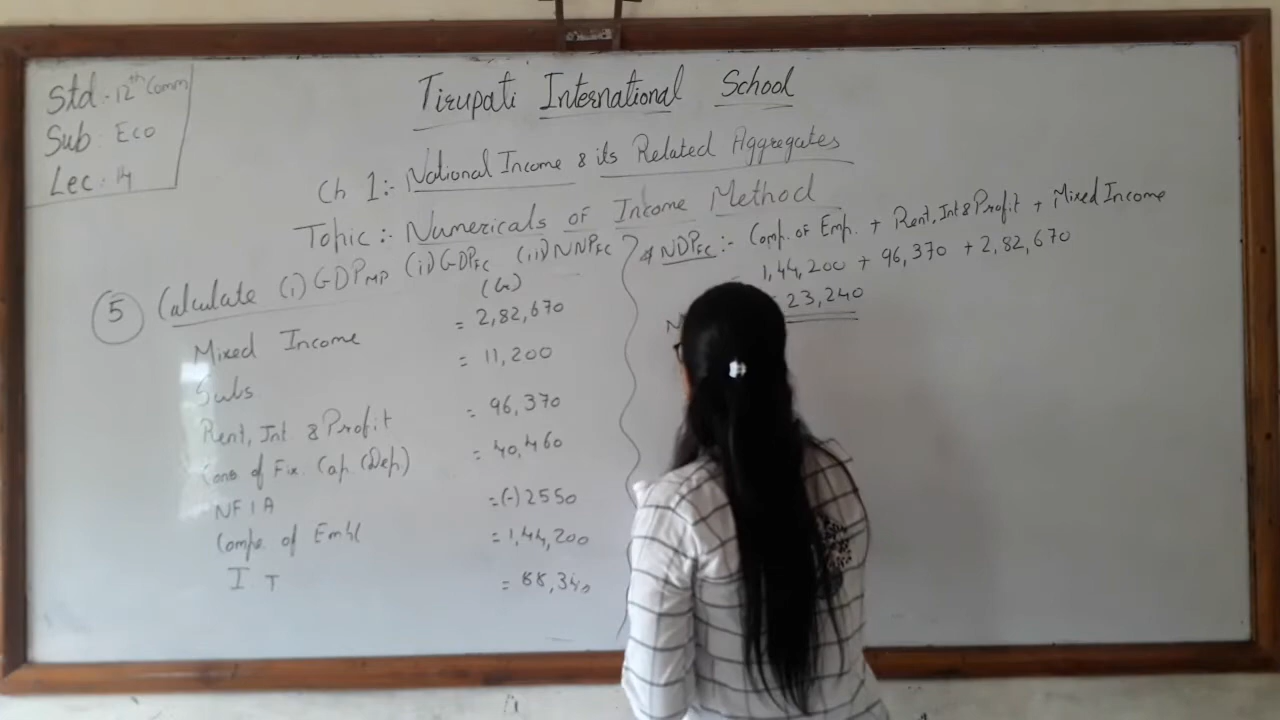 Std :- 12th Comm
Sub : Eco
Lec : 14
Tirupati International School
Ch 1 :- National Income & its Related Aggregates
Topic :- Numericals of Income Method
5 Calculate (i) GDPMP (ii) GDPFC (iii) NNPFC
(Cr)
Mixed Income = 2,82,670
Subs = 11,200
Rent, Int & Profit = 96,370
Cons of Fix. Cap. (Dep.) = 40,460
NFIA = (-) 2550
Compe. of Empl = 1,44,200
I T = 88,340
NDPFC :- Comp. of Emp. + Rent, Int & Profit + Mixed Income
1,44,200 + 96,370 + 2,82,670
23,240
N